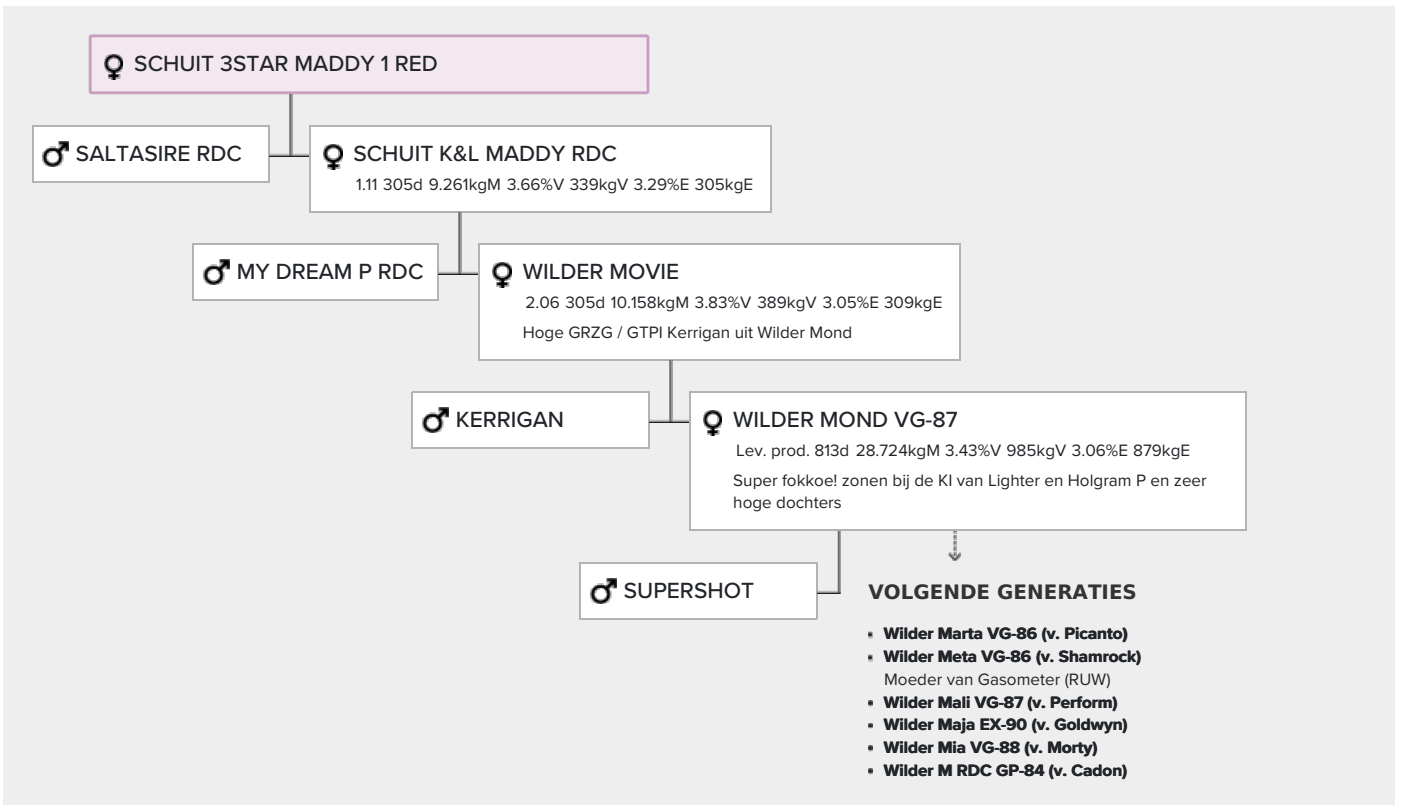 SCHUIT 3STAR MADDY 1 RED
SALTASIRE RDC
SCHUIT K&L MADDY RDC
1.11 305d 9.261kgM 3.66%V 339kgV 3.29%E 305kgE
MY DREAM P RDC
WILDER MOVIE
2.06 305d 10.158kgM 3.83%V 389kgV 3.05%E 309kgE
Hoge GRZG / GTPI Kerrigan uit Wilder Mond
KERRIGAN
WILDER MOND VG-87
Lev. prod. 813d 28.724kgM 3.43%V 985kgV 3.06%E 879kgE
Super fokkoe! zonen bij de KI van Lighter en Holgram P en zeer
hoge dochters
SUPERSHOT
VOLGENDE GENERATIES
Wilder Marta VG-86 (v. Picanto)
Wilder Meta VG-86 (v. Shamrock)
Moeder van Gasometer (RUW)
Wilder Mali VG-87 (v. Perform)
Wilder Maja EX-90 (v. Goldwyn)
Wilder Mia VG-88 (v. Morty)
Wilder M RDC GP-84 (v. Cadon)